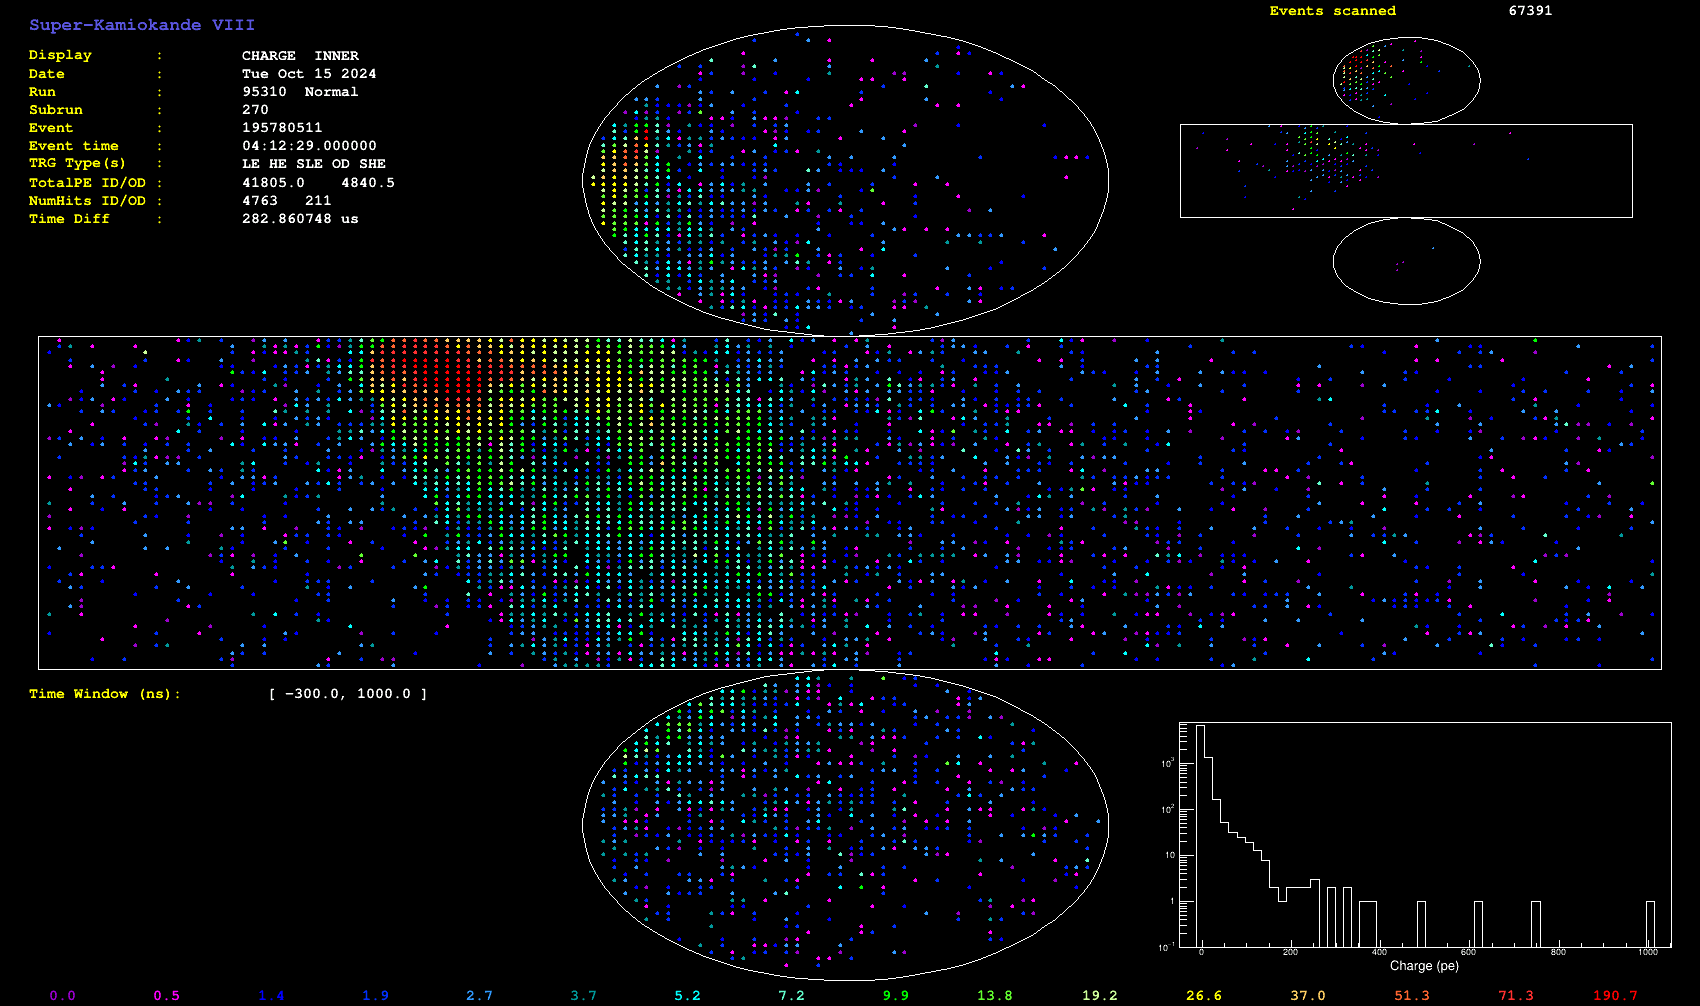 Super-Kamiokande VIII
Events scanned 67391
Display : CHARGE INNER
Date : Tue Oct 15 2024
Run : 95310 Normal
Subrun : 270
Event : 195780511
Event time : 04:12:29.000000
TRG Type(s) : LE HE SLE OD SHE
TotalPE ID/OD : 41805.0 4840.5
NumHits ID/OD : 4763 211
Time Diff : 282.860748 us
Time Window (ns): [ -300.0, 1000.0 ]
10³
10²
10
1
10⁻¹
0 200 400 600 800 1000
Charge (pe)
0.0 0.5 1.4 1.9 2.7 3.7 5.2 7.2 9.9 13.8 19.2 26.6 37.0 51.3 71.3 190.7